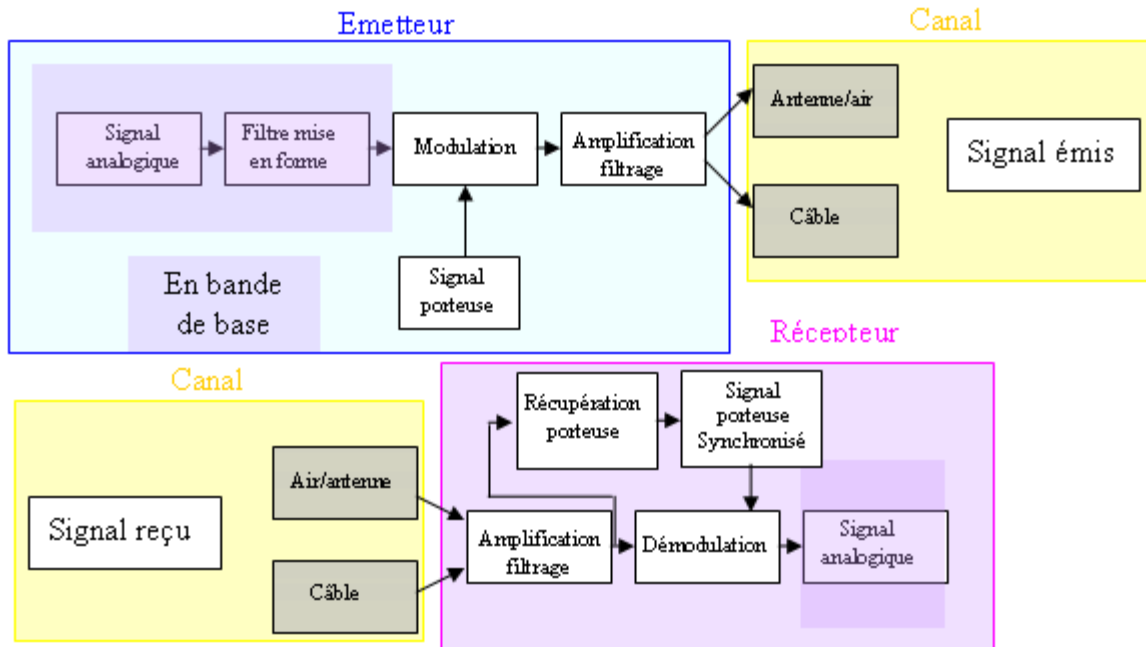 Emetteur
Canal
Signal
analogique
Filtre mise
en forme
Modulation
Amplification
filtrage
Antenne/air
Signal émis
Câble
En bande
de base
Signal
porteuse
Récepteur
Canal
Récupération
porteuse
Signal
porteuse
Synchronisé
Air/antenne
Signal reçu
Amplification
filtrage
Démodulation
Signal
analogique
Câble